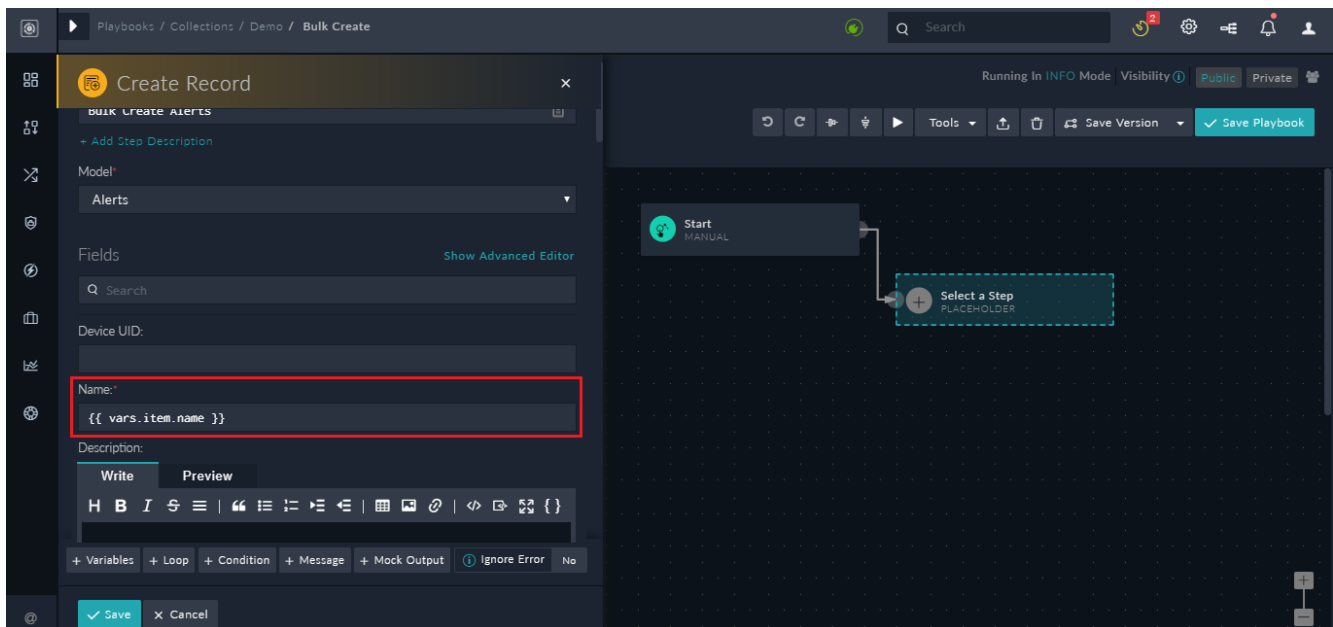 Playbooks / Collections / Demo / Bulk Create
Search
2
Create Record
Running In INFO Mode Visibility Public Private
Bulk Create Alerts
+ Add Step Description
Tools Save Version Save Playbook
Model*
Alerts
Start
MANUAL
Fields Show Advanced Editor
Search
Select a Step
PLACEHOLDER
Device UID:
Name:*
{{ vars.item.name }}
Description:
Write Preview
H B I S | “ | | </> { }
+ Variables + Loop + Condition + Message + Mock Output Ignore Error No
Save × Cancel
@